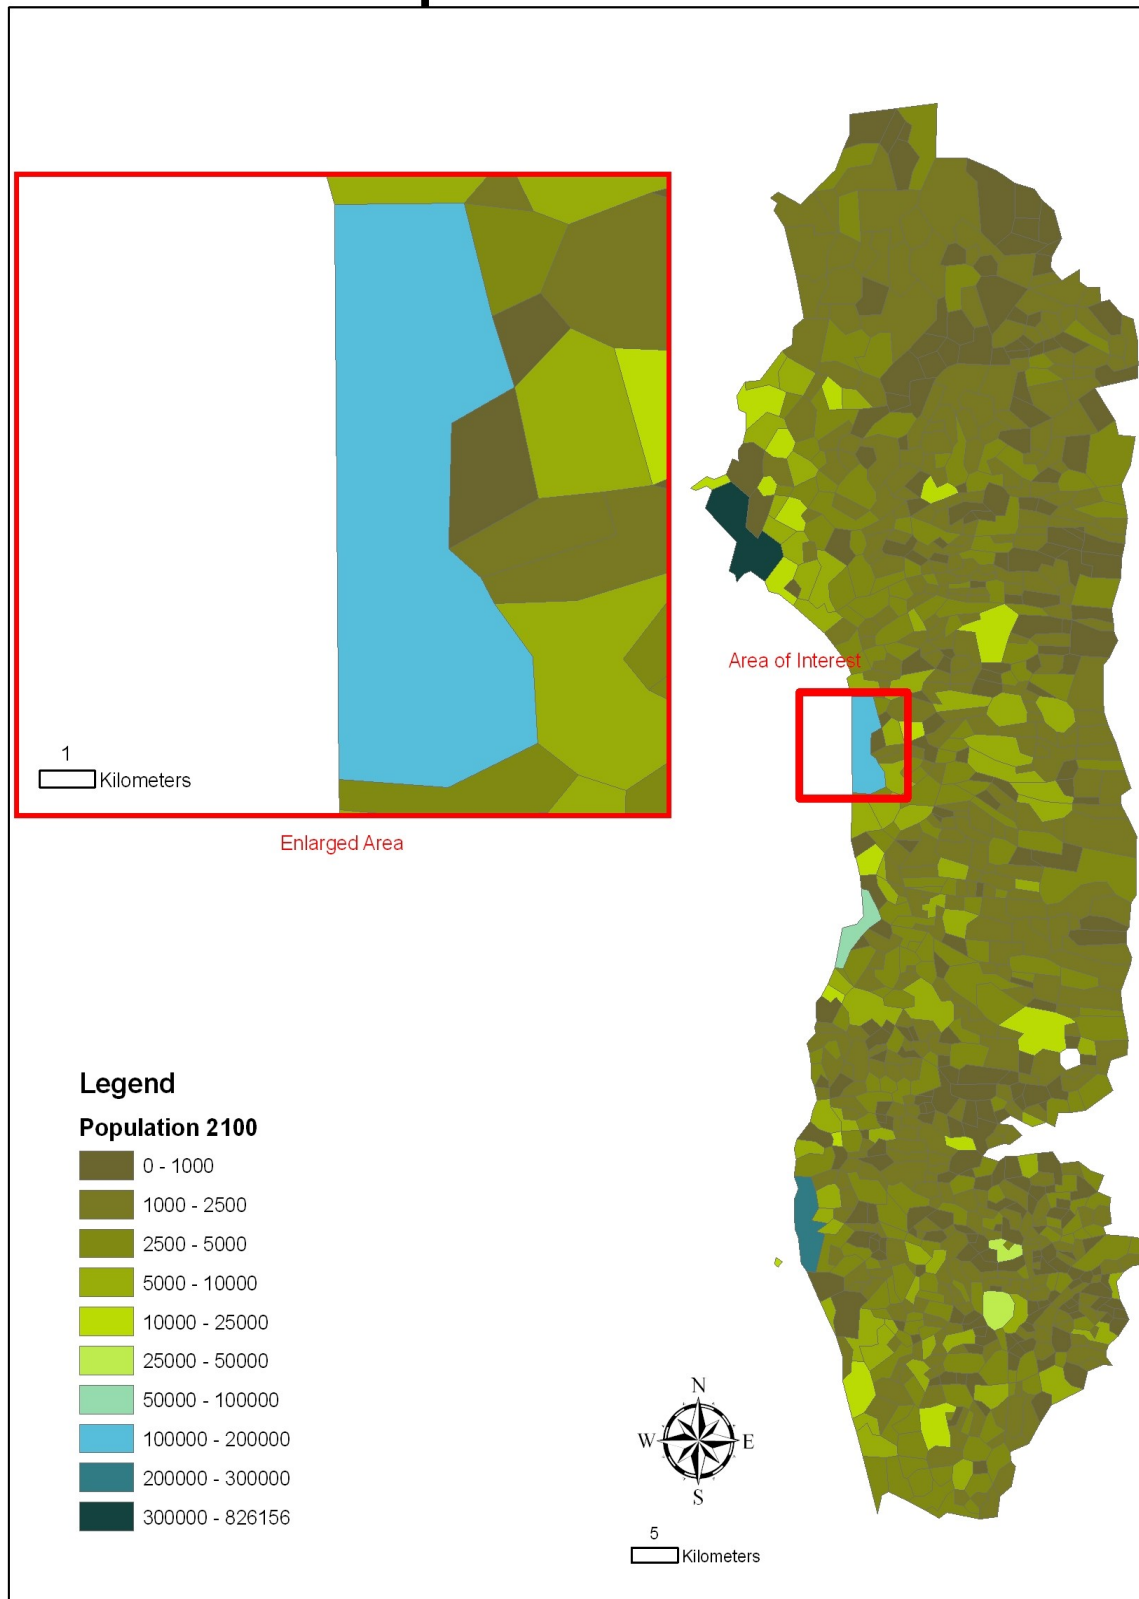 Area of Interest
1
Kilometers
Enlarged Area
Legend
Population 2100
0 - 1000
1000 - 2500
2500 - 5000
5000 - 10000
10000 - 25000
25000 - 50000
50000 - 100000
100000 - 200000
200000 - 300000
300000 - 826156
N
W E
S
5
Kilometers